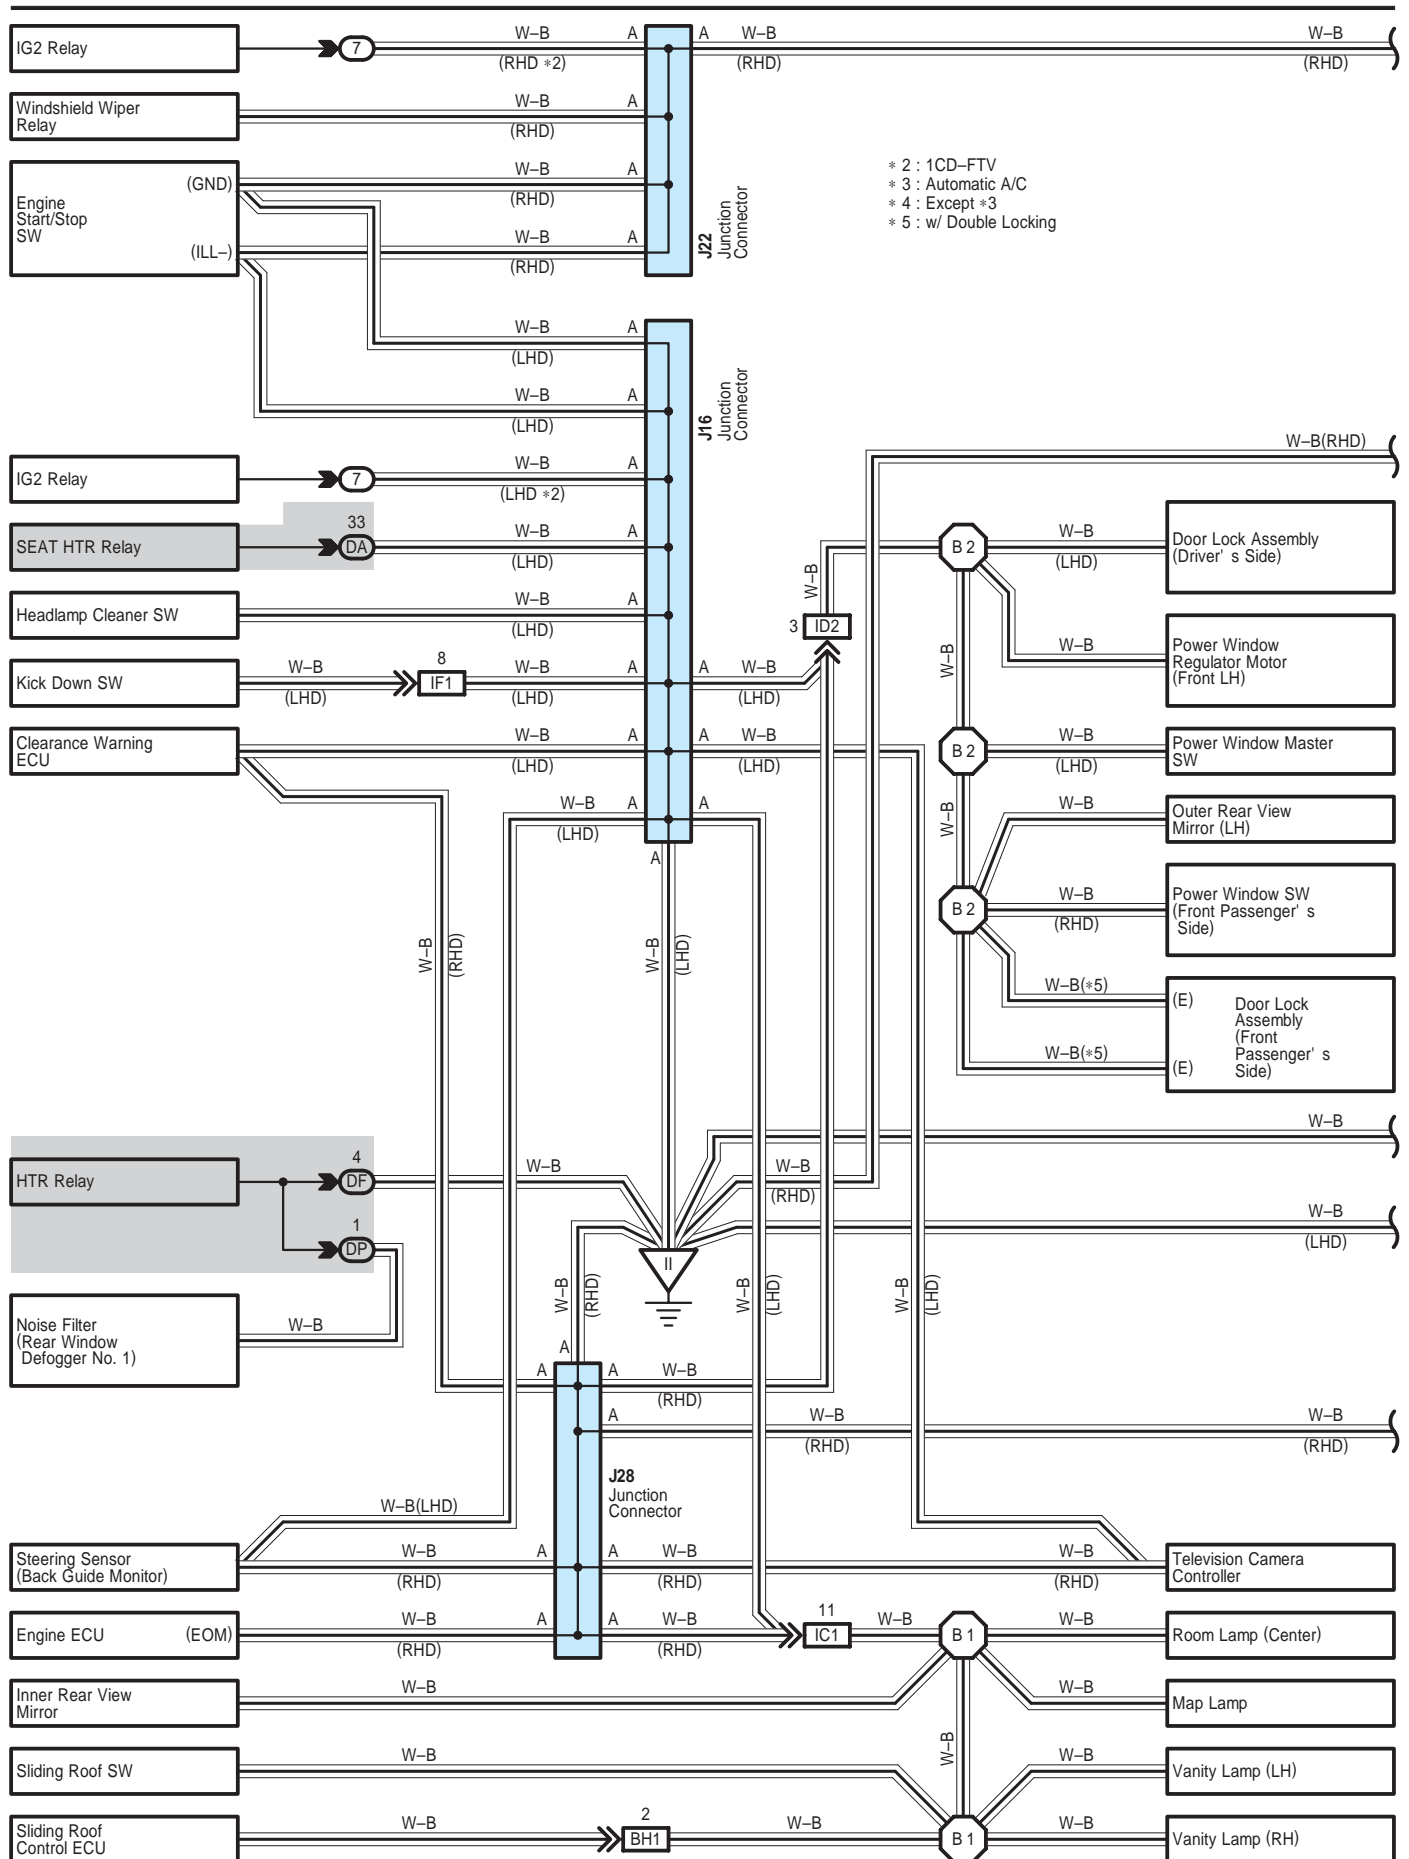 IG2 Relay
7
W–B
A
A
W–B
W–B
(RHD *2)
(RHD)
(RHD)
Windshield Wiper
Relay
W–B
A
(RHD)
Engine
Start/Stop
SW
(GND)
(ILL–)
W–B
A
(RHD)
W–B
A
(RHD)
J22
Junction
Connector
* 2 : 1CD–FTV
* 3 : Automatic A/C
* 4 : Except *3
* 5 : w/ Double Locking
W–B
A
(LHD)
W–B
A
(LHD)
J16
Junction
Connector
W–B(RHD)
IG2 Relay
7
W–B
A
(LHD *2)
SEAT HTR Relay
33
DA
W–B
A
(LHD)
W–B
B 2
W–B
(LHD)
Door Lock Assembly
(Driver' s Side)
Headlamp Cleaner SW
W–B
A
(LHD)
3
ID2
W–B
W–B
Power Window
Regulator Motor
(Front LH)
Kick Down SW
W–B
(LHD)
8
IF1
W–B
A
(LHD)
A
W–B
(LHD)
Clearance Warning
ECU
W–B
A
(LHD)
A
W–B
(LHD)
B 2
W–B
(LHD)
Power Window Master
SW
W–B
A
(LHD)
A
A
W–B
W–B
Outer Rear View
Mirror (LH)
B 2
W–B
(RHD)
Power Window SW
(Front Passenger' s
Side)
W–B
(RHD)
W–B
(LHD)
W–B(*5)
(E)
W–B(*5)
(E)
Door Lock
Assembly
(Front
Passenger' s
Side)
W–B
HTR Relay
4
DF
W–B
W–B
(RHD)
1
DP
W–B
(LHD)
II
W–B
(RHD)
W–B
(LHD)
W–B
(LHD)
Noise Filter
(Rear Window
Defogger No. 1)
W–B
A
A
A
W–B
(RHD)
A
W–B
(RHD)
W–B
(RHD)
J28
Junction
Connector
W–B(LHD)
Steering Sensor
(Back Guide Monitor)
W–B
A
(RHD)
A
W–B
(RHD)
W–B
(RHD)
Television Camera
Controller
Engine ECU
(EOM)
W–B
A
(RHD)
A
W–B
(RHD)
11
IC1
W–B
B 1
W–B
Room Lamp (Center)
Inner Rear View
Mirror
W–B
W–B
Map Lamp
Sliding Roof SW
W–B
W–B
W–B
Vanity Lamp (LH)
Sliding Roof
Control ECU
W–B
2
BH1
W–B
B 1
W–B
Vanity Lamp (RH)